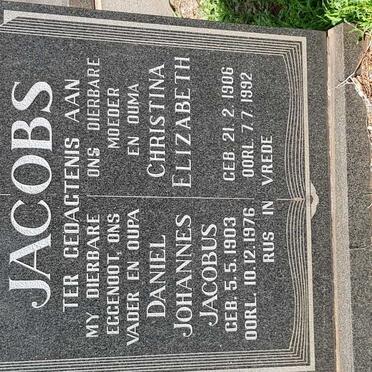 JACOBS
TER GEDAGTENIS AAN
MY DIERBARE
EGGENOOT, ONS
VADER EN OUPA
DANIEL
JOHANNES
JACOBUS
GEB. 5.5.1903
OORL. 10.12.1976
ONS DIERBARE
MOEDER
EN OUMA
CHRISTINA
ELIZABETH
GEB. 21.2.1906
OORL. 7.7.1992
RUS IN VREDE